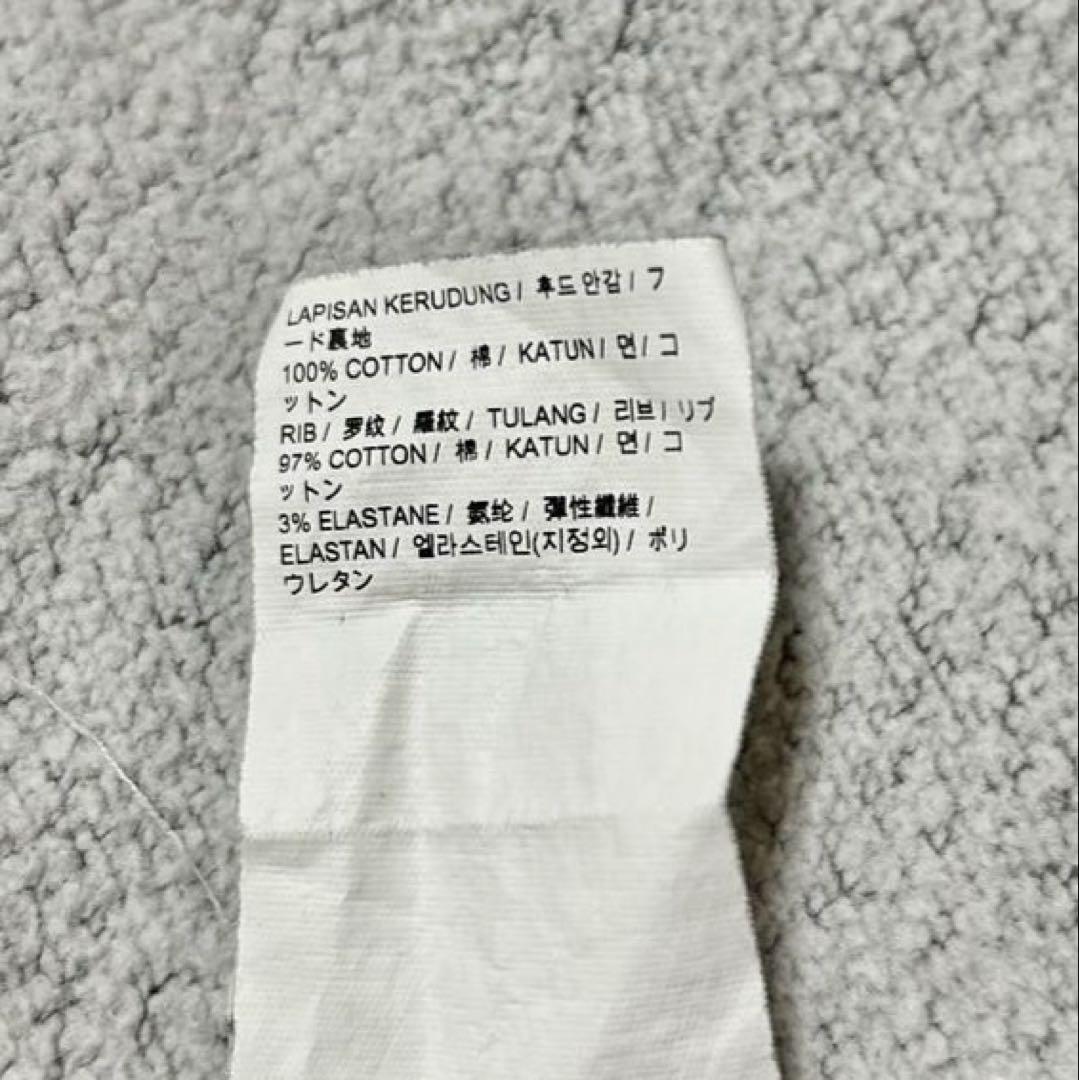 LAPISAN KERUDUNG / 후드 안감 / フ
ード裏地
100% COTTON / 棉 / KATUN / 면 / コ
ットン
RIB / 罗纹 / 羅紋 / TULANG / 리브 / リブ
97% COTTON / 棉 / KATUN / 면 / コ
ットン
3% ELASTANE / 氨纶 / 彈性纖維 /
ELASTAN / 엘라스테인(지정외) / ポリ
ウレタン